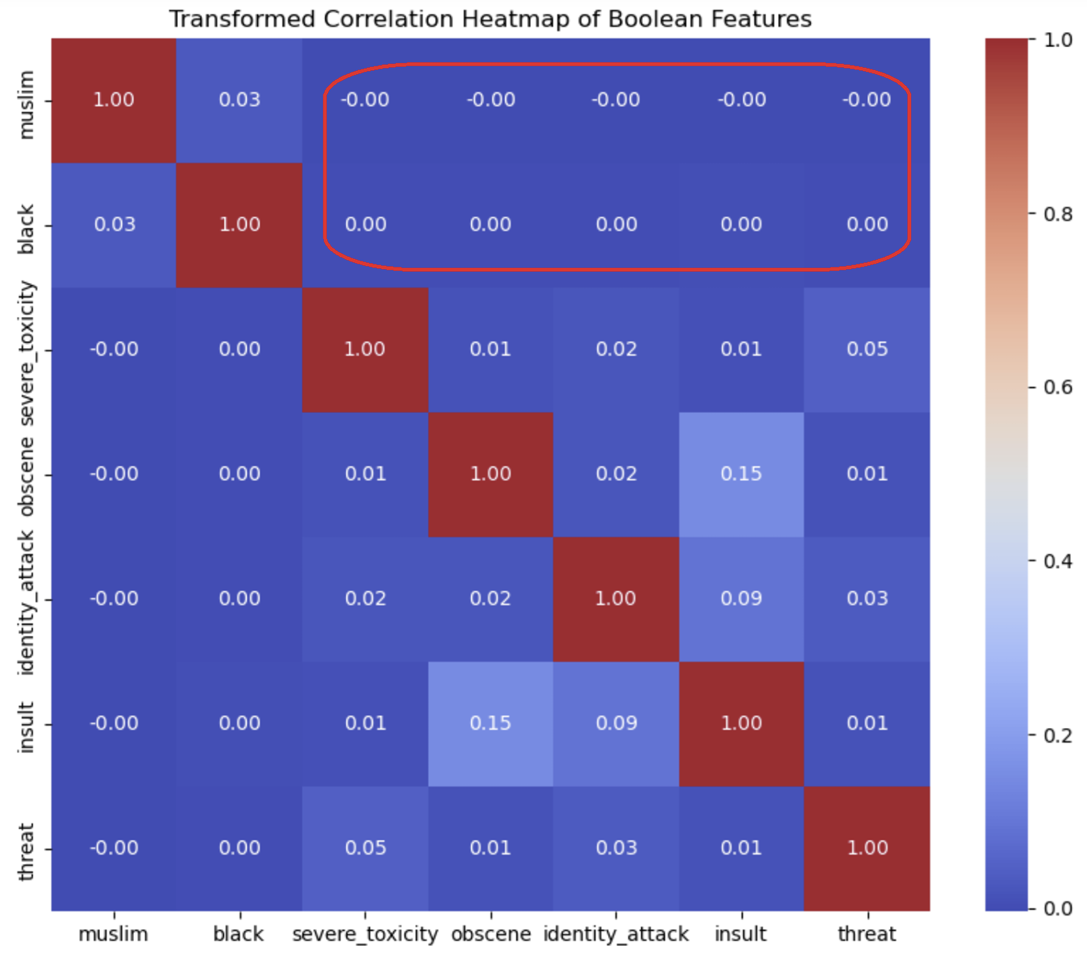 Transformed Correlation Heatmap of Boolean Features
muslim 1.00 0.03 -0.00 -0.00 -0.00 -0.00 -0.00
black 0.03 1.00 0.00 0.00 0.00 0.00 0.00
severe_toxicity -0.00 0.00 1.00 0.01 0.02 0.01 0.05
obscene -0.00 0.00 0.01 1.00 0.02 0.15 0.01
identity_attack -0.00 0.00 0.02 0.02 1.00 0.09 0.03
insult -0.00 0.00 0.01 0.15 0.09 1.00 0.01
threat -0.00 0.00 0.05 0.01 0.03 0.01 1.00
muslim black severe_toxicity obscene identity_attack insult threat
1.0
0.8
0.6
0.4
0.2
0.0